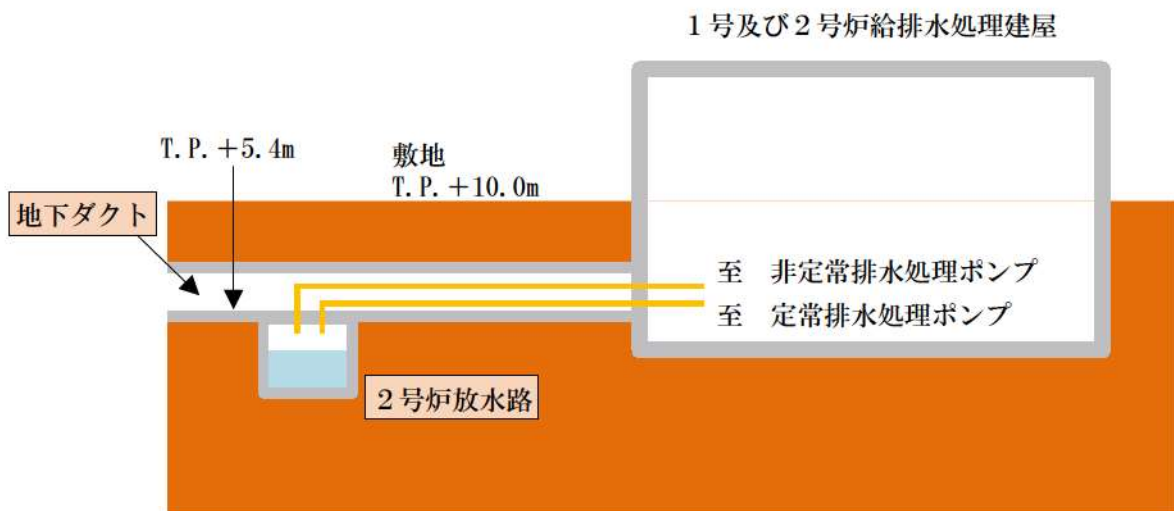 １号及び２号炉給排水処理建屋
T.P.＋5.4m
敷地
T.P.＋10.0m
地下ダクト
至　非定常排水処理ポンプ
至　定常排水処理ポンプ
２号炉放水路